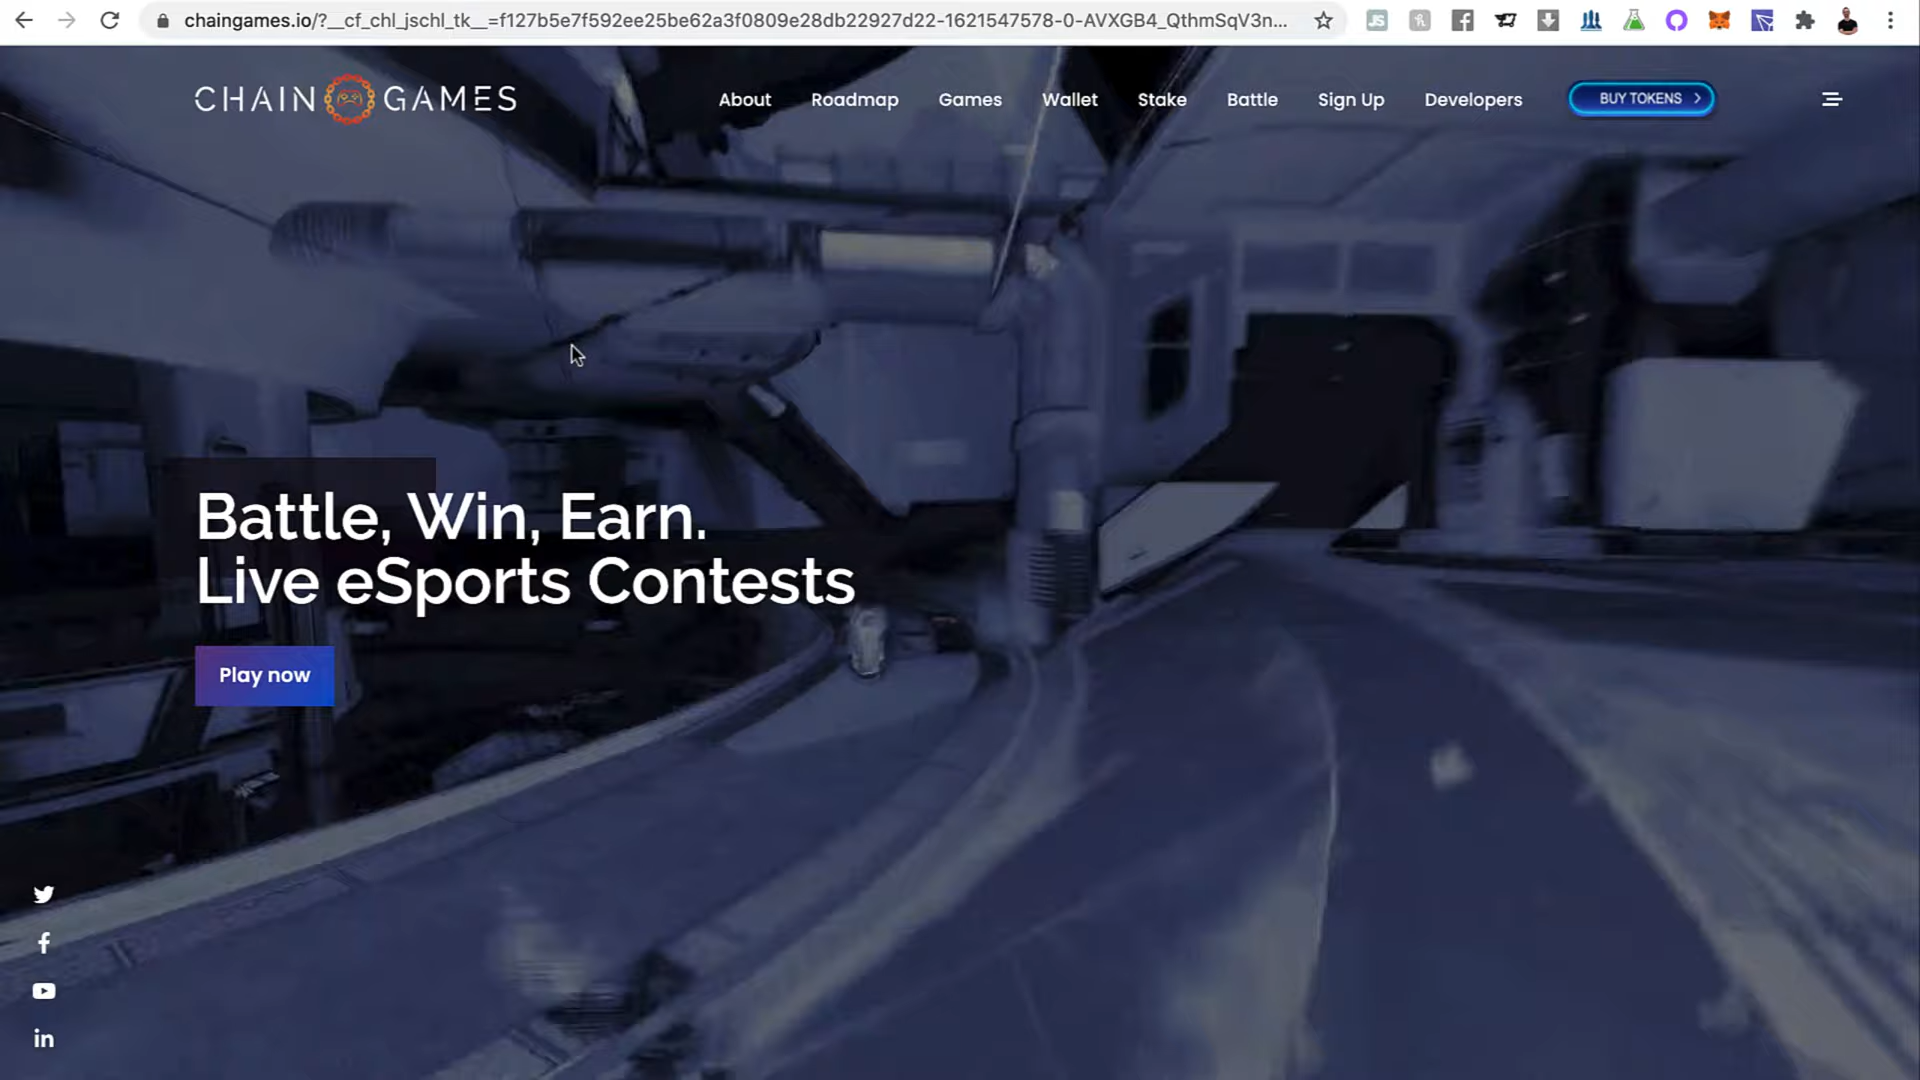 chaingames.io/?__cf_chl_jschl_tk__=f127b5e7f592ee25be62a3f0809e28db22927d22-1621547578-0-AVXGB4_QthmSqV3n...
CHAIN GAMES
About Roadmap Games Wallet Stake Battle Sign Up Developers BUY TOKENS
Battle, Win, Earn.
Live eSports Contests
Play now